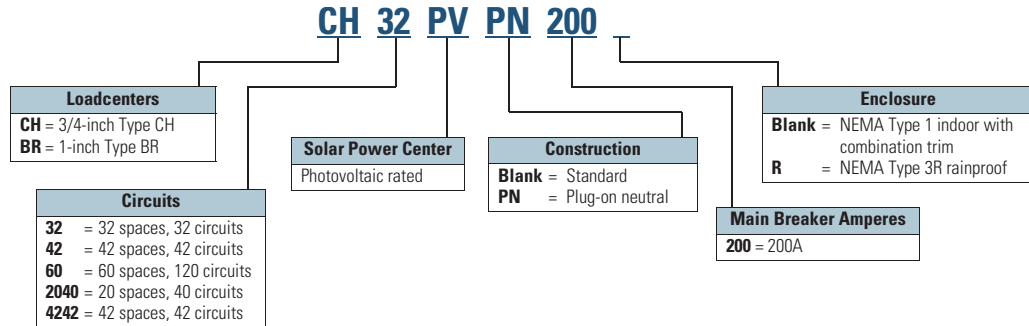 CH 32 PV PN 200
Loadcenters
CH = 3/4-inch Type CH
BR = 1-inch Type BR
Circuits
32 = 32 spaces, 32 circuits
42 = 42 spaces, 42 circuits
60 = 60 spaces, 120 circuits
2040 = 20 spaces, 40 circuits
4242 = 42 spaces, 42 circuits
Solar Power Center
Photovoltaic rated
Construction
Blank = Standard
PN = Plug-on neutral
Main Breaker Amperes
200 = 200A
Enclosure
Blank = NEMA Type 1 indoor with
combination trim
R = NEMA Type 3R rainproof